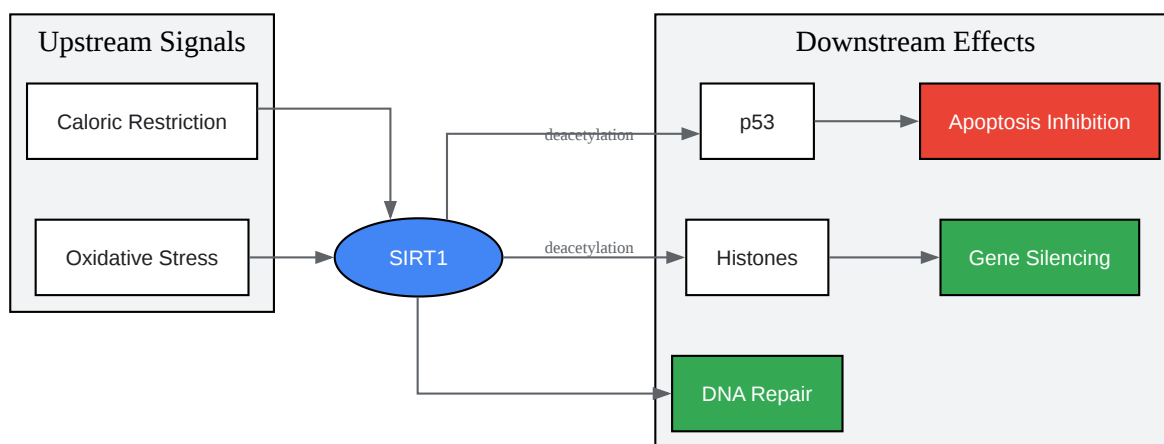 Upstream Signals
Downstream Effects
Caloric Restriction
deacetylation
p53
Apoptosis Inhibition
Oxidative Stress
SIRT1
deacetylation
Histones
Gene Silencing
DNA Repair